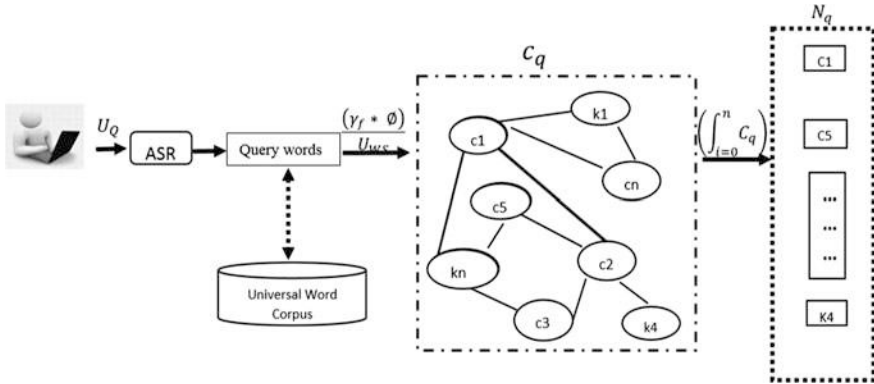 U_Q
ASR
Query words
(γ_f * Ø)
U_WS
Universal Word
Corpus
C_q
c1
k1
cn
c5
kn
c2
c3
k4
(∫_{i=0}^{n} C_q)
N_q
C1
C5
...
...
...
K4